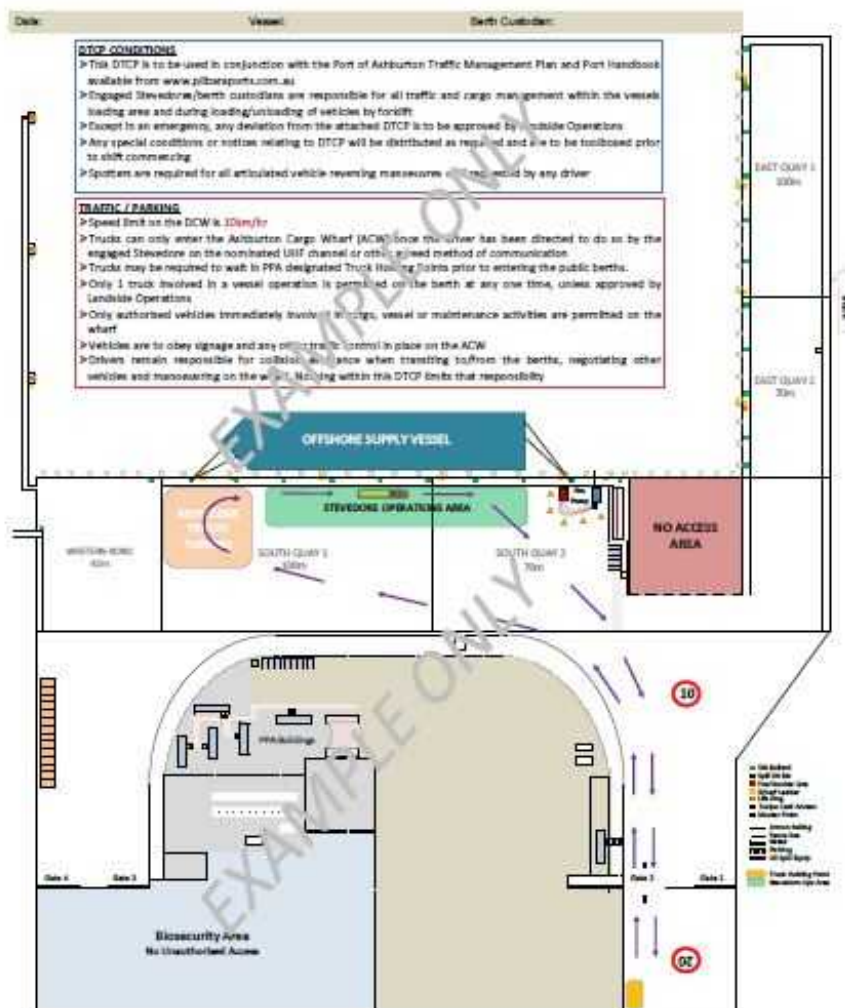 Date: Vessel: Berth Custodian:
DTCP CONDITIONS
➤This DTCP is to be used in conjunction with the Port of Ashburton Traffic Management Plan and Port Handbook
available from www.pilbaraports.com.au
➤Engaged Stevedores/berth custodians are responsible for all traffic and cargo management within the vessels
loading area and during loading/unloading of vehicles by forklift
➤Except in an emergency, any deviation from the attached DTCP is to be approved by Landside Operations
➤Any special conditions or notices relating to DTCP will be distributed as required and are to be toolboxed prior
to shift commencing
➤Spotters are required for all articulated vehicle reversing manoeuvres requested by any driver
TRAFFIC / PARKING
➤Speed limit on the DCW is 10km/hr
➤Trucks can only enter the Ashburton Cargo Wharf (ACW) once the driver has been directed to do so by the
engaged Stevedore on the nominated UHF channel or other agreed method of communication
➤Trucks may be required to wait in PPA designated Truck Holding Points prior to entering the public berths.
➤Only 1 truck involved in a vessel operation is permitted on the berth at any one time, unless approved by
Landside Operations
➤Only authorised vehicles immediately involved in cargo, vessel or maintenance activities are permitted on the
wharf
➤Vehicles are to obey signage and any other traffic control in place on the ACW
➤Drivers remain responsible for collision avoidance when transiting to/from the berths, negotiating other
vehicles and manoeuvring on the wharf. Nothing within this DTCP limits that responsibility
EXAMPLE ONLY
EAST QUAY 1
100m
EAST QUAY 2
70m
OFFSHORE SUPPLY VESSEL
STEVEDORE OPERATIONS AREA
NO ACCESS
AREA
SOUTH QUAY 1
100m
SOUTH QUAY 2
70m
EXAMPLE ONLY
10
PPA Buildings
Gate 4 Gate 3 Gate 2 Gate 1
Biosecurity Area
No Unauthorised Access
20
Truck Holding Point
Stevedore Ops Area